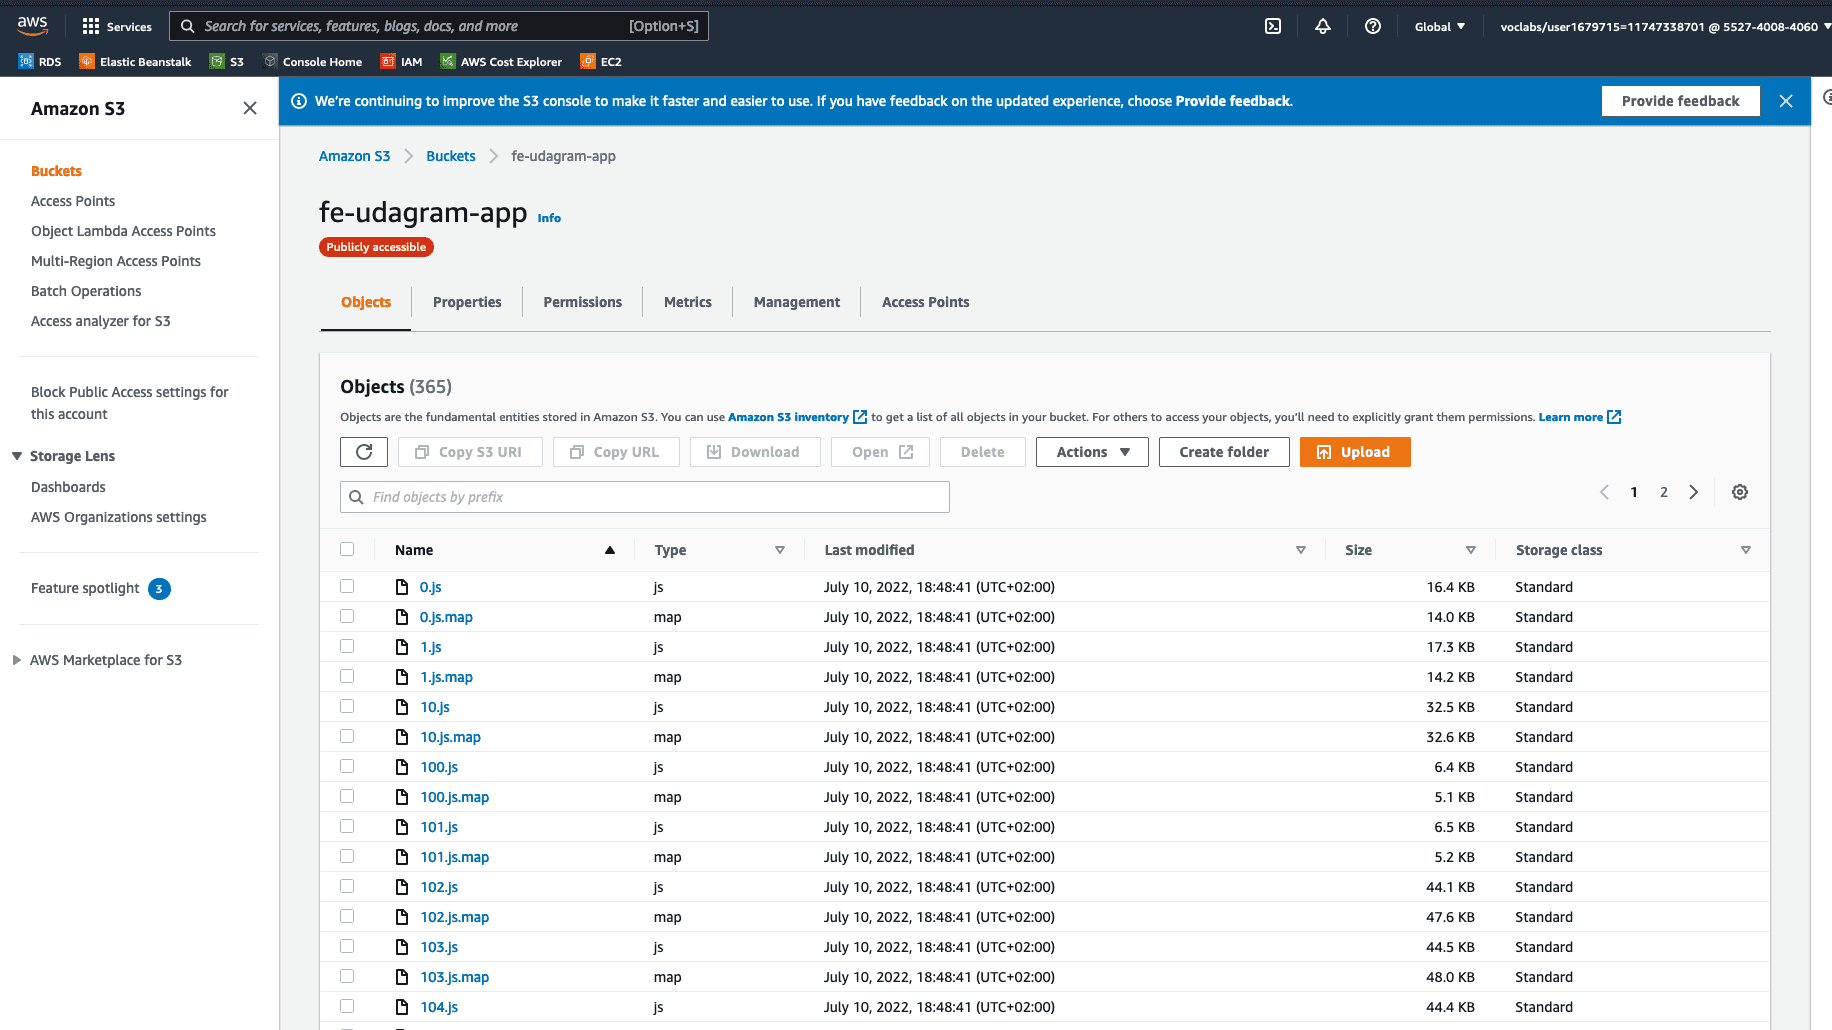 aws Services Search for services, features, blogs, docs, and more [Option+S] Global voclabs/user1679715=11747338701 @ 5527-4008-4060
RDS Elastic Beanstalk S3 Console Home IAM AWS Cost Explorer EC2
Amazon S3
Buckets
Access Points
Object Lambda Access Points
Multi-Region Access Points
Batch Operations
Access analyzer for S3
Block Public Access settings for
this account
Storage Lens
Dashboards
AWS Organizations settings
Feature spotlight 3
AWS Marketplace for S3
We're continuing to improve the S3 console to make it faster and easier to use. If you have feedback on the updated experience, choose Provide feedback. Provide feedback
Amazon S3 Buckets fe-udagram-app
fe-udagram-app Info
Publicly accessible
Objects Properties Permissions Metrics Management Access Points
Objects (365)
Objects are the fundamental entities stored in Amazon S3. You can use Amazon S3 inventory to get a list of all objects in your bucket. For others to access your objects, you'll need to explicitly grant them permissions. Learn more
Copy S3 URI Copy URL Download Open Delete Actions Create folder Upload
Find objects by prefix 1 2
Name Type Last modified Size Storage class
0.js js July 10, 2022, 18:48:41 (UTC+02:00) 16.4 KB Standard
0.js.map map July 10, 2022, 18:48:41 (UTC+02:00) 14.0 KB Standard
1.js js July 10, 2022, 18:48:41 (UTC+02:00) 17.3 KB Standard
1.js.map map July 10, 2022, 18:48:41 (UTC+02:00) 14.2 KB Standard
10.js js July 10, 2022, 18:48:41 (UTC+02:00) 32.5 KB Standard
10.js.map map July 10, 2022, 18:48:41 (UTC+02:00) 32.6 KB Standard
100.js js July 10, 2022, 18:48:41 (UTC+02:00) 6.4 KB Standard
100.js.map map July 10, 2022, 18:48:41 (UTC+02:00) 5.1 KB Standard
101.js js July 10, 2022, 18:48:41 (UTC+02:00) 6.5 KB Standard
101.js.map map July 10, 2022, 18:48:41 (UTC+02:00) 5.2 KB Standard
102.js js July 10, 2022, 18:48:41 (UTC+02:00) 44.1 KB Standard
102.js.map map July 10, 2022, 18:48:41 (UTC+02:00) 47.6 KB Standard
103.js js July 10, 2022, 18:48:41 (UTC+02:00) 44.5 KB Standard
103.js.map map July 10, 2022, 18:48:41 (UTC+02:00) 48.0 KB Standard
104.js js July 10, 2022, 18:48:41 (UTC+02:00) 44.4 KB Standard